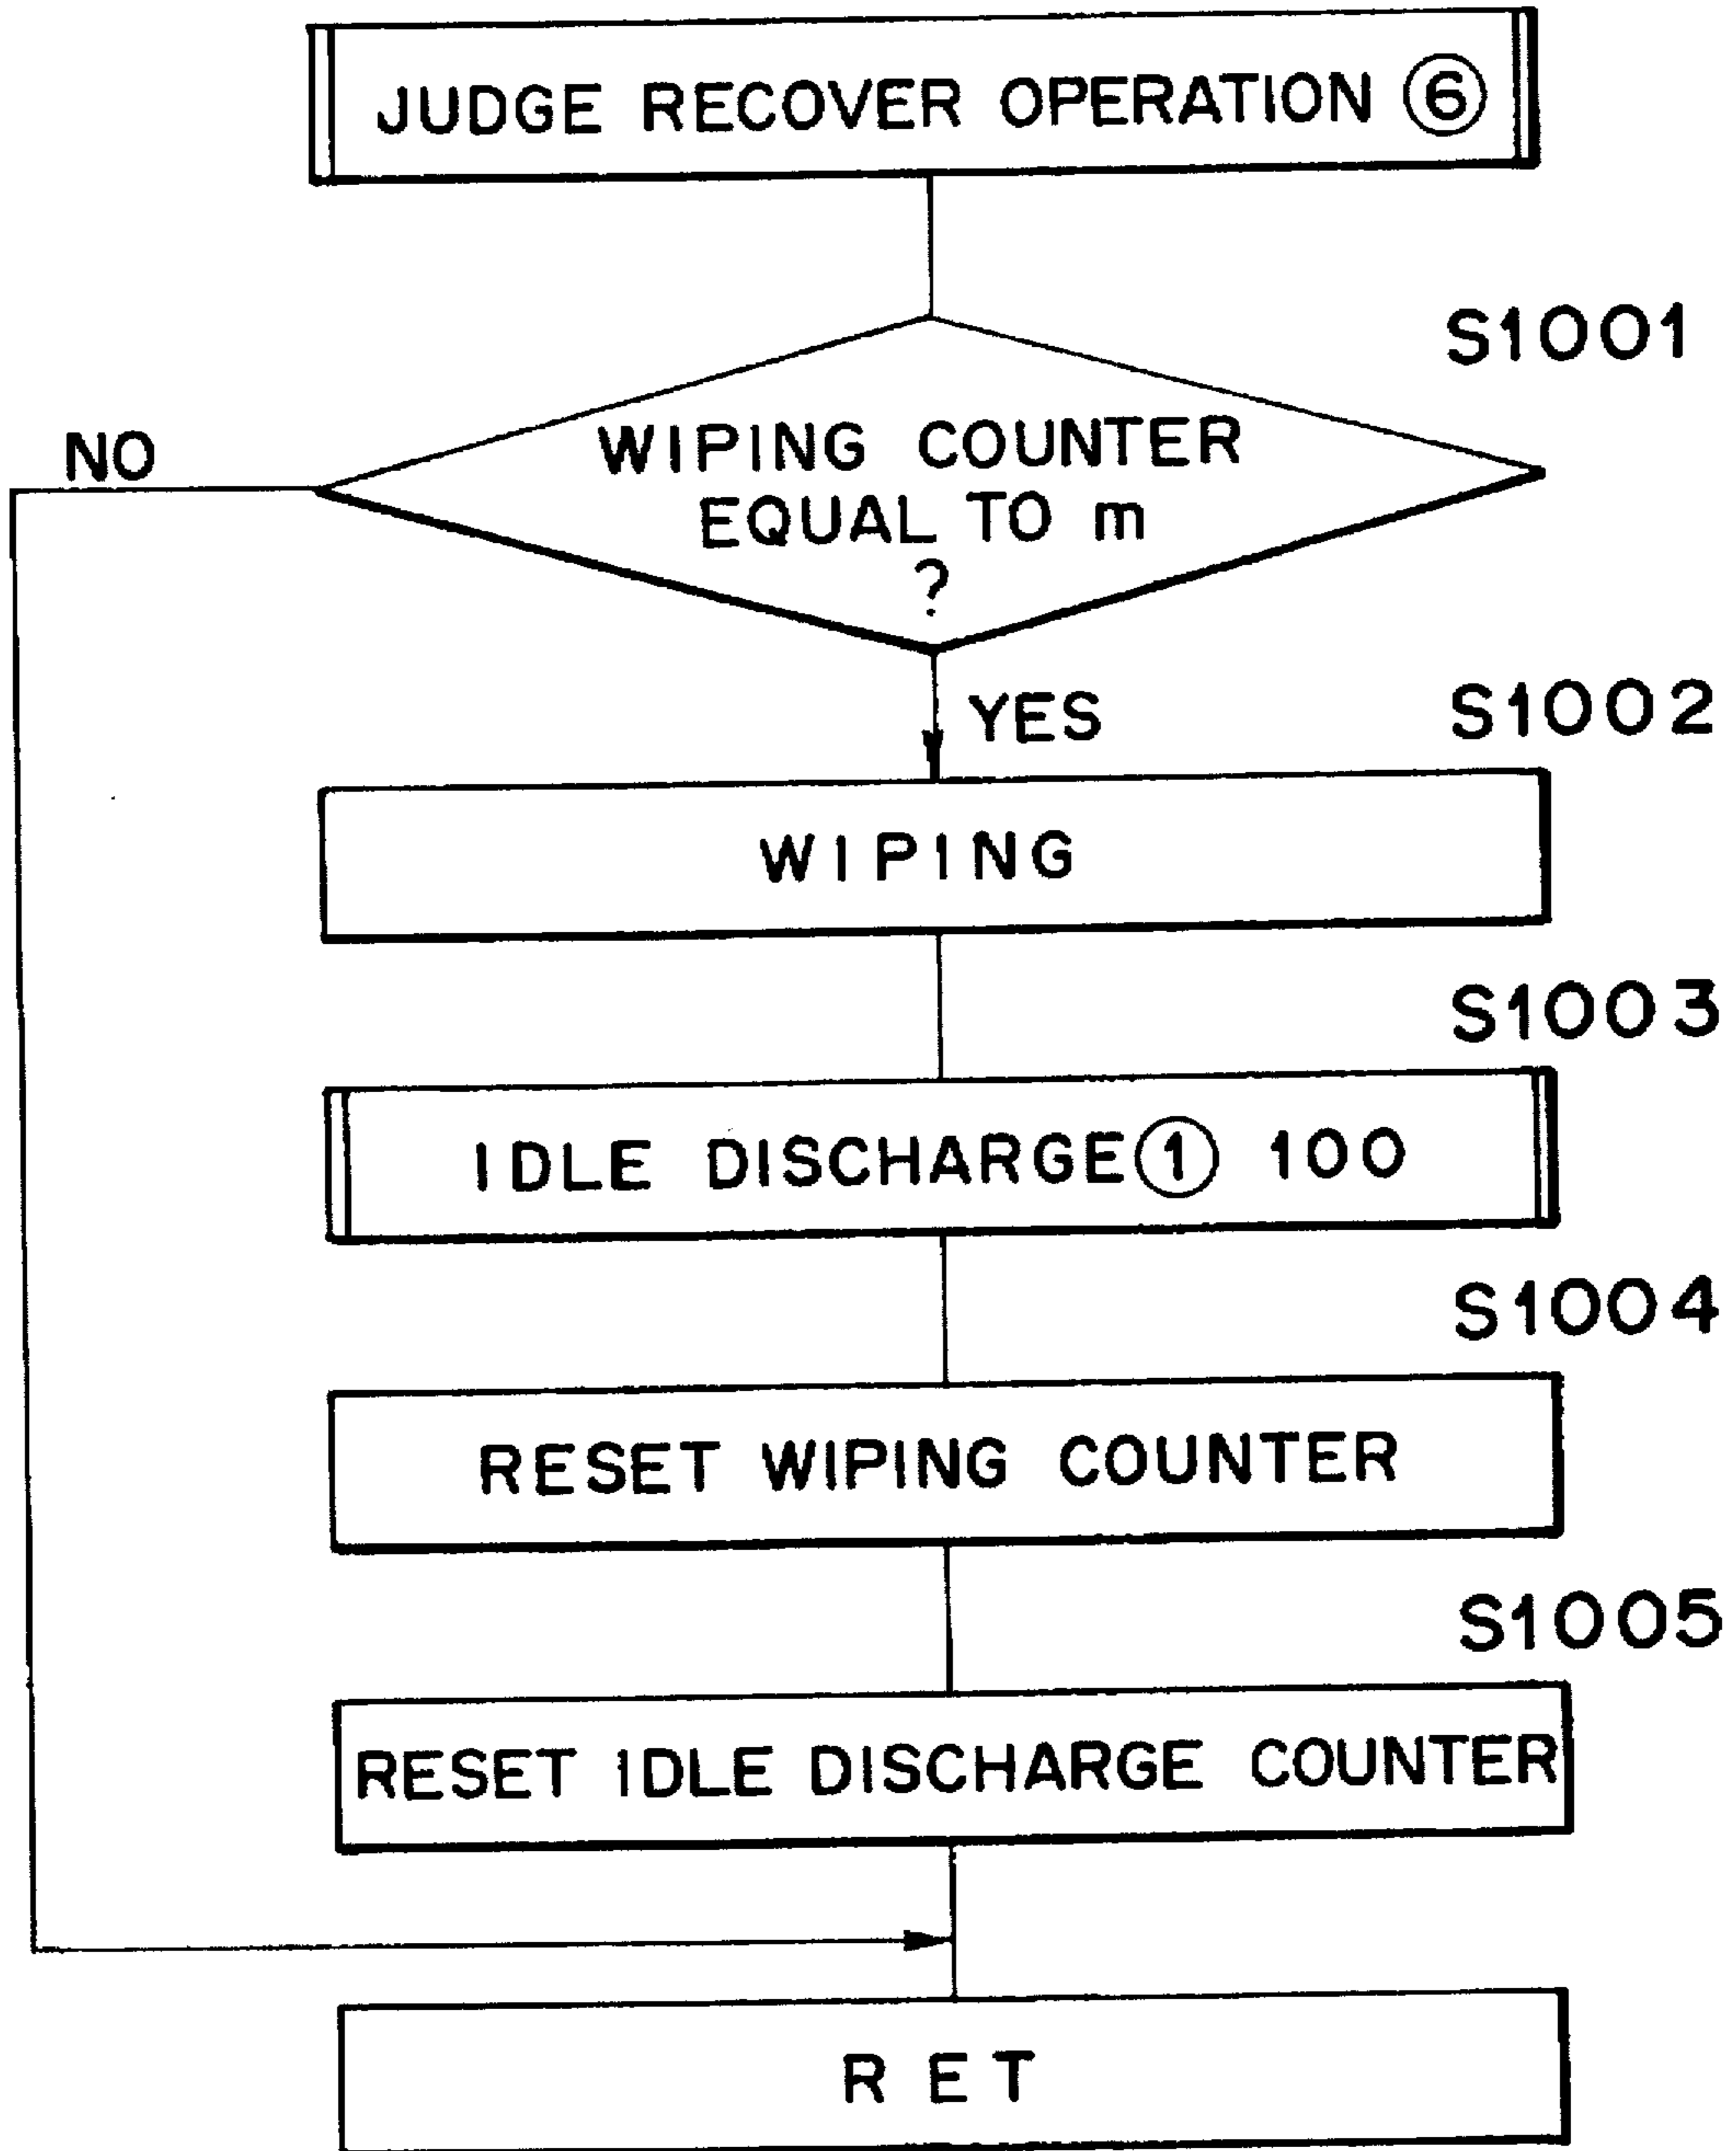 JUDGE RECOVER OPERATION ⑥
S1001
NO
WIPING COUNTER
EQUAL TO m
?
YES
S1002
WIPING
S1003
IDLE DISCHARGE① 100
S1004
RESET WIPING COUNTER
S1005
RESET IDLE DISCHARGE COUNTER
RET